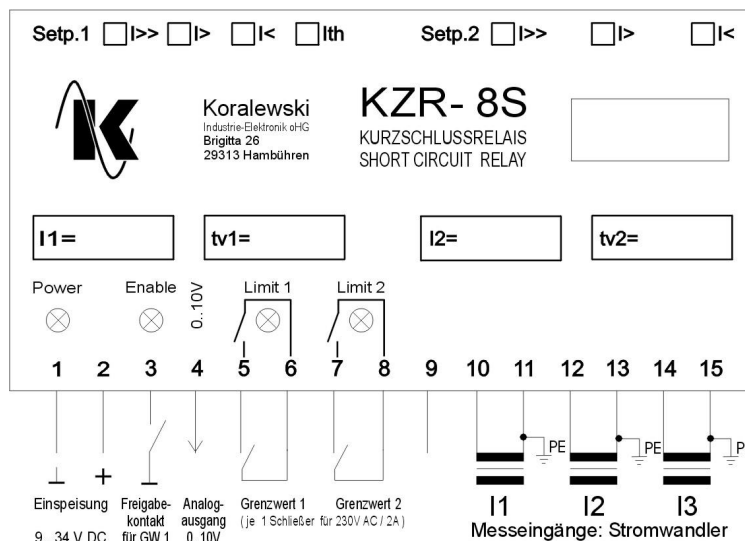 Setp.1 I>> I> I< Ith Setp.2 I>> I> I<
Koralewski
Industrie-Elektronik oHG
Brigitta 26
29313 Hambühren
KZR- 8S
KURZSCHLUSSRELAIS
SHORT CIRCUIT RELAY
I1= tv1= I2= tv2=
Power Enable 0..10V Limit 1 Limit 2
1 2 3 4 5 6 7 8 9 10 11 12 13 14 15
PE PE P
Einspeisung
9...34 V DC
Freigabe-
kontakt
für GW 1
Analog-
ausgang
0..10V
Grenzwert 1 Grenzwert 2
( je 1 Schließer für 230V AC / 2A )
I1 I2 I3
Messeingänge: Stromwandler